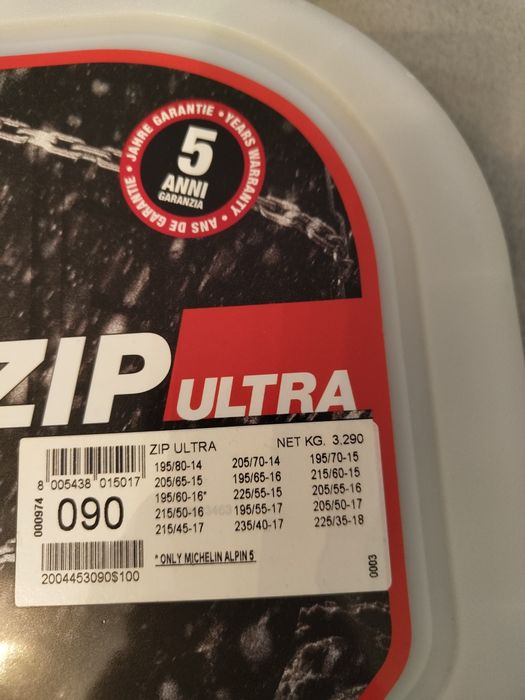 JAHRE GARANTIE • YEARS WARRANTY • ANS DE GARANTIE •
5
ANNI
GARANZIA
ZIP ULTRA
ZIP ULTRA NET KG. 3,290
8 005438 015017
000974
090
2004453090$100
195/80-14 205/70-14 195/70-15
205/65-15 195/65-16 215/60-15
195/60-16* 225/55-15 205/55-16
215/50-16 195/55-17 205/50-17
215/45-17 235/40-17 225/35-18
* ONLY MICHELIN ALPIN 5
0003